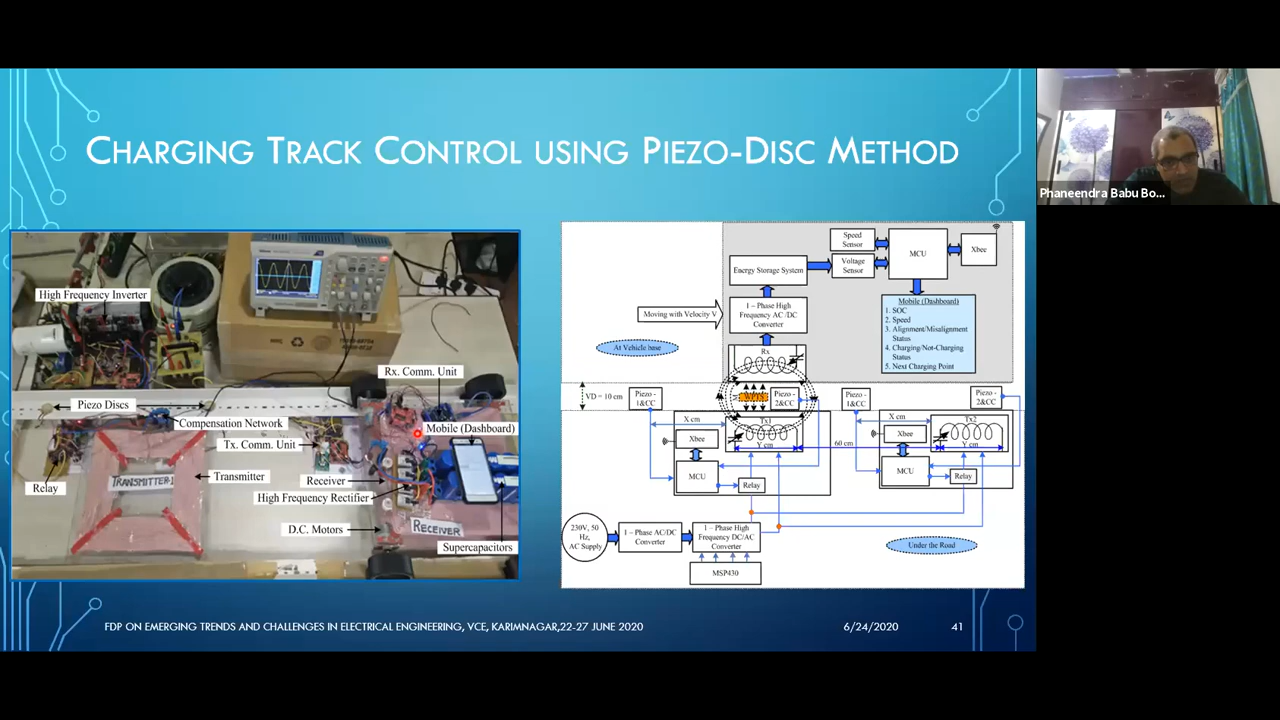 CHARGING TRACK CONTROL USING PIEZO-DISC METHOD
Phaneendra Babu Bo...
High Frequency Inverter
Piezo Discs
Compensation Network
Rx. Comm. Unit
Mobile (Dashboard)
Tx. Comm. Unit
Relay
Transmitter
TRANSMITTER-1
Receiver
High Frequency Rectifier
D.C. Motors
RECEIVER
Supercapacitors
Speed
Sensor
Voltage
Sensor
MCU
Xbee
Energy Storage System
Mobile (Dashboard)
1. SOC
2. Speed
3. Alignment/Misalignment
Status
4. Charging/Not-Charging
Status
5. Next Charging Point
Moving with Velocity V
1 – Phase High
Frequency AC /DC
Converter
At Vehicle base
Rx
VD = 10 cm
Piezo -
1&CC
Piezo -
2&CC
Piezo -
1&CC
Piezo -
2&CC
X cm
Tx1
Xbee
Y cm
60 cm
MCU
Relay
X cm
Tx2
Xbee
Y cm
MCU
Relay
230V, 50
Hz,
AC Supply
1 – Phase AC/DC
Converter
1 – Phase High
Frequency DC/AC
Converter
MSP430
Under the Road
FDP ON EMERGING TRENDS AND CHALLENGES IN ELECTRICAL ENGINEERING, VCE, KARIMNAGAR,22-27 JUNE 2020
6/24/2020
41